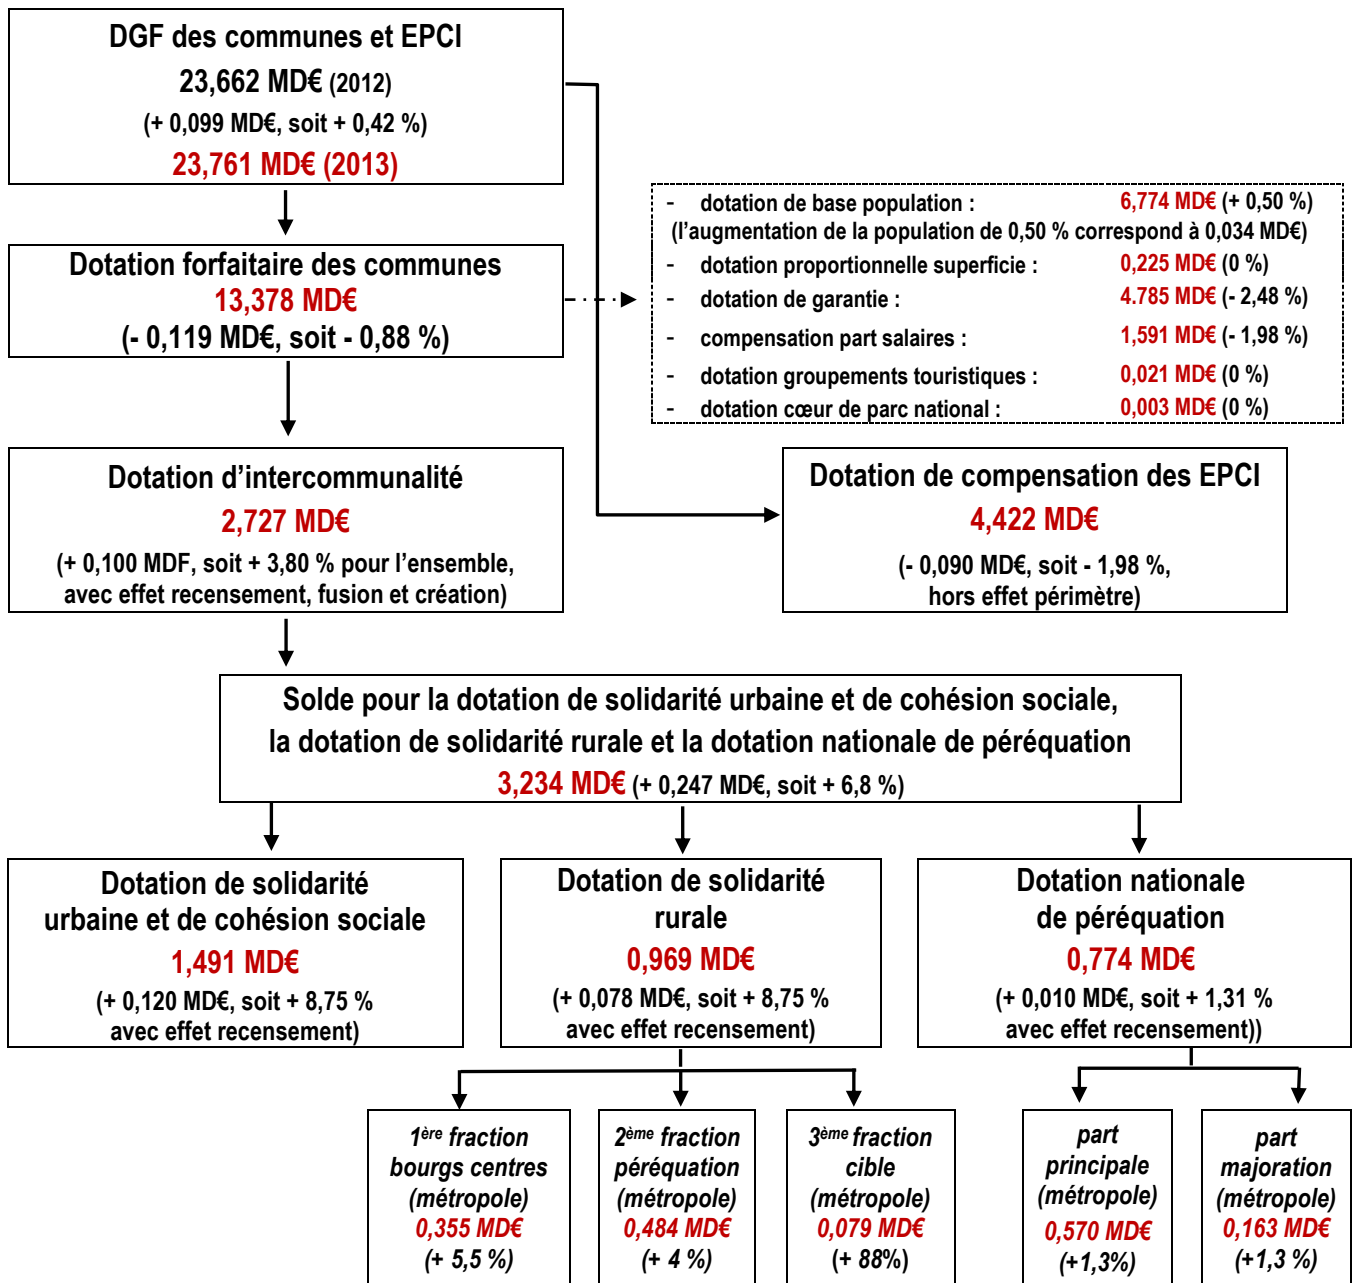 DGF des communes et EPCI
23,662 MD€ (2012)
(+ 0,099 MD€, soit + 0,42 %)
23,761 MD€ (2013)
Dotation forfaitaire des communes
13,378 MD€
(- 0,119 MD€, soit - 0,88 %)
- dotation de base population : 6,774 MD€ (+ 0,50 %)
(l’augmentation de la population de 0,50 % correspond à 0,034 MD€)
- dotation proportionnelle superficie : 0,225 MD€ (0 %)
- dotation de garantie : 4.785 MD€ (- 2,48 %)
- compensation part salaires : 1,591 MD€ (- 1,98 %)
- dotation groupements touristiques : 0,021 MD€ (0 %)
- dotation cœur de parc national : 0,003 MD€ (0 %)
Dotation d’intercommunalité
2,727 MD€
(+ 0,100 MDF, soit + 3,80 % pour l’ensemble,
avec effet recensement, fusion et création)
Dotation de compensation des EPCI
4,422 MD€
(- 0,090 MD€, soit - 1,98 %,
hors effet périmètre)
Solde pour la dotation de solidarité urbaine et de cohésion sociale,
la dotation de solidarité rurale et la dotation nationale de péréquation
3,234 MD€ (+ 0,247 MD€, soit + 6,8 %)
Dotation de solidarité
urbaine et de cohésion sociale
1,491 MD€
(+ 0,120 MD€, soit + 8,75 %
avec effet recensement)
Dotation de solidarité
rurale
0,969 MD€
(+ 0,078 MD€, soit + 8,75 %
avec effet recensement)
Dotation nationale
de péréquation
0,774 MD€
(+ 0,010 MD€, soit + 1,31 %
avec effet recensement))
1ère fraction
bourgs centres
(métropole)
0,355 MD€
(+ 5,5 %)
2ème fraction
péréquation
(métropole)
0,484 MD€
(+ 4 %)
3ème fraction
cible
(métropole)
0,079 MD€
(+ 88%)
part
principale
(métropole)
0,570 MD€
(+1,3%)
part
majoration
(métropole)
0,163 MD€
(+1,3 %)